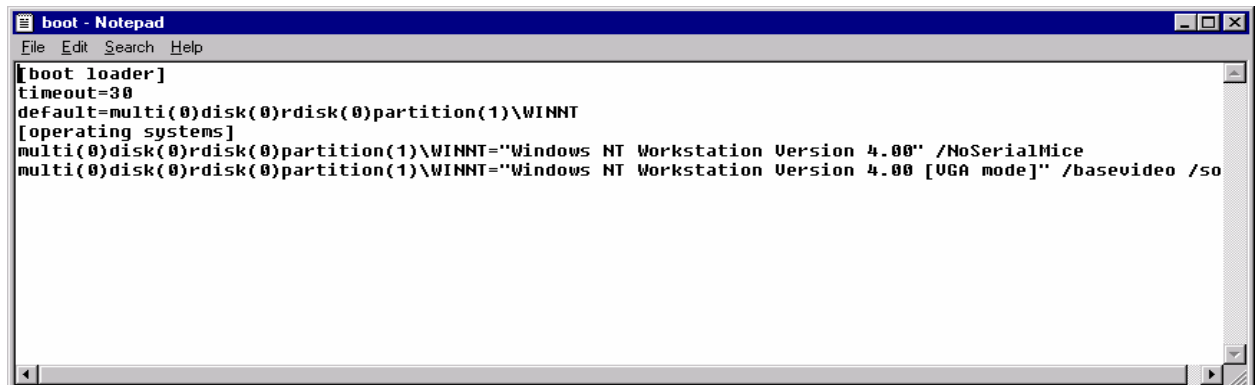 boot - Notepad
File Edit Search Help
[boot loader]
timeout=30
default=multi(0)disk(0)rdisk(0)partition(1)\WINNT
[operating systems]
multi(0)disk(0)rdisk(0)partition(1)\WINNT="Windows NT Workstation Version 4.00" /NoSerialMice
multi(0)disk(0)rdisk(0)partition(1)\WINNT="Windows NT Workstation Version 4.00 [VGA mode]" /basevideo /so